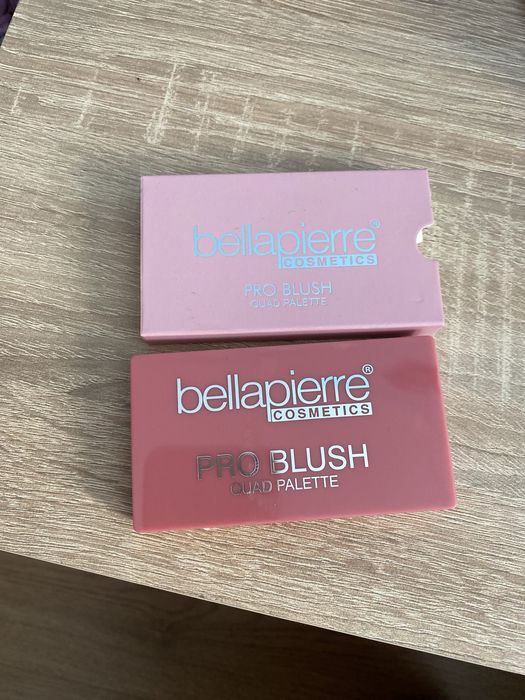 bellapierre®
COSMETICS
PRO BLUSH
QUAD PALETTE
bellapierre®
COSMETICS
PRO BLUSH
QUAD PALETTE